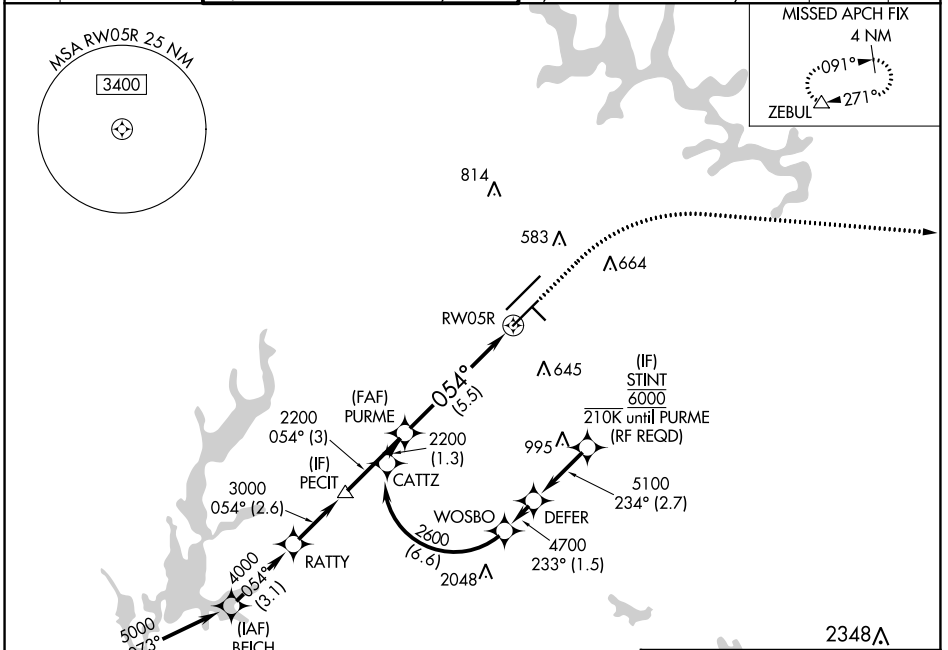 MISSED APCH FIX
4 NM
091°
271°
ZEBUL
MSA RW05R 25 NM
3400
814
583
664
RW05R
645
(IF)
STINT
6000
210K until PURME
(RF REQD)
995
054°
(5.5)
(FAF)
PURME
2200
054° (3)
2200
(1.3)
(IF)
PECIT
CATTZ
3000
054° (2.6)
5100
234° (2.7)
WOSBO
DEFER
2600
(6.6)
4700
233° (1.5)
RATTY
2048
4000
054°
(3.1)
(IAF)
BEICH
5000
073°
2348